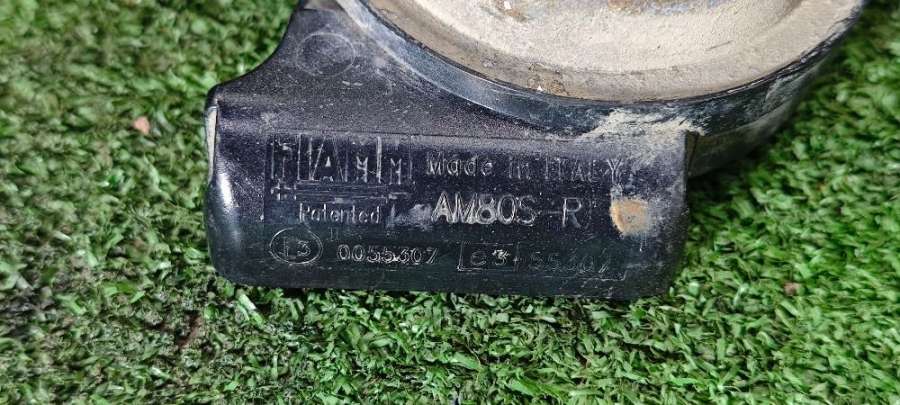 FIAMM Made in ITALY
Patented AM80S-R
E3 0055307 e3 55307